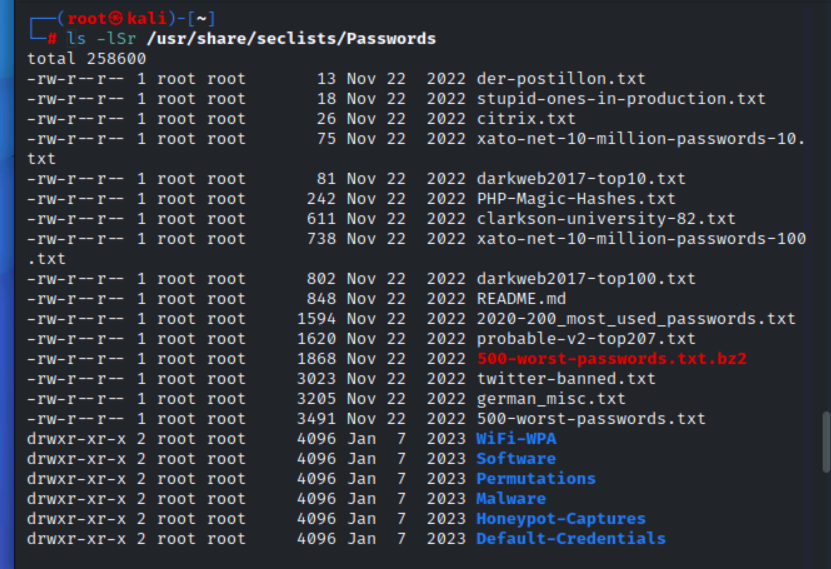 ┌──(root㉿kali)-[~]
└─# ls -lSr /usr/share/seclists/Passwords
total 258600
-rw-r--r-- 1 root root       13 Nov 22  2022 der-postillon.txt
-rw-r--r-- 1 root root       18 Nov 22  2022 stupid-ones-in-production.txt
-rw-r--r-- 1 root root       26 Nov 22  2022 citrix.txt
-rw-r--r-- 1 root root       75 Nov 22  2022 xato-net-10-million-passwords-10.
txt
-rw-r--r-- 1 root root       81 Nov 22  2022 darkweb2017-top10.txt
-rw-r--r-- 1 root root      242 Nov 22  2022 PHP-Magic-Hashes.txt
-rw-r--r-- 1 root root      611 Nov 22  2022 clarkson-university-82.txt
-rw-r--r-- 1 root root      738 Nov 22  2022 xato-net-10-million-passwords-100
.txt
-rw-r--r-- 1 root root      802 Nov 22  2022 darkweb2017-top100.txt
-rw-r--r-- 1 root root      848 Nov 22  2022 README.md
-rw-r--r-- 1 root root     1594 Nov 22  2022 2020-200_most_used_passwords.txt
-rw-r--r-- 1 root root     1620 Nov 22  2022 probable-v2-top207.txt
-rw-r--r-- 1 root root     1868 Nov 22  2022 500-worst-passwords.txt.bz2
-rw-r--r-- 1 root root     3023 Nov 22  2022 twitter-banned.txt
-rw-r--r-- 1 root root     3205 Nov 22  2022 german_misc.txt
-rw-r--r-- 1 root root     3491 Nov 22  2022 500-worst-passwords.txt
drwxr-xr-x 2 root root     4096 Jan  7  2023 WiFi-WPA
drwxr-xr-x 2 root root     4096 Jan  7  2023 Software
drwxr-xr-x 2 root root     4096 Jan  7  2023 Permutations
drwxr-xr-x 2 root root     4096 Jan  7  2023 Malware
drwxr-xr-x 2 root root     4096 Jan  7  2023 Honeypot-Captures
drwxr-xr-x 2 root root     4096 Jan  7  2023 Default-Credentials